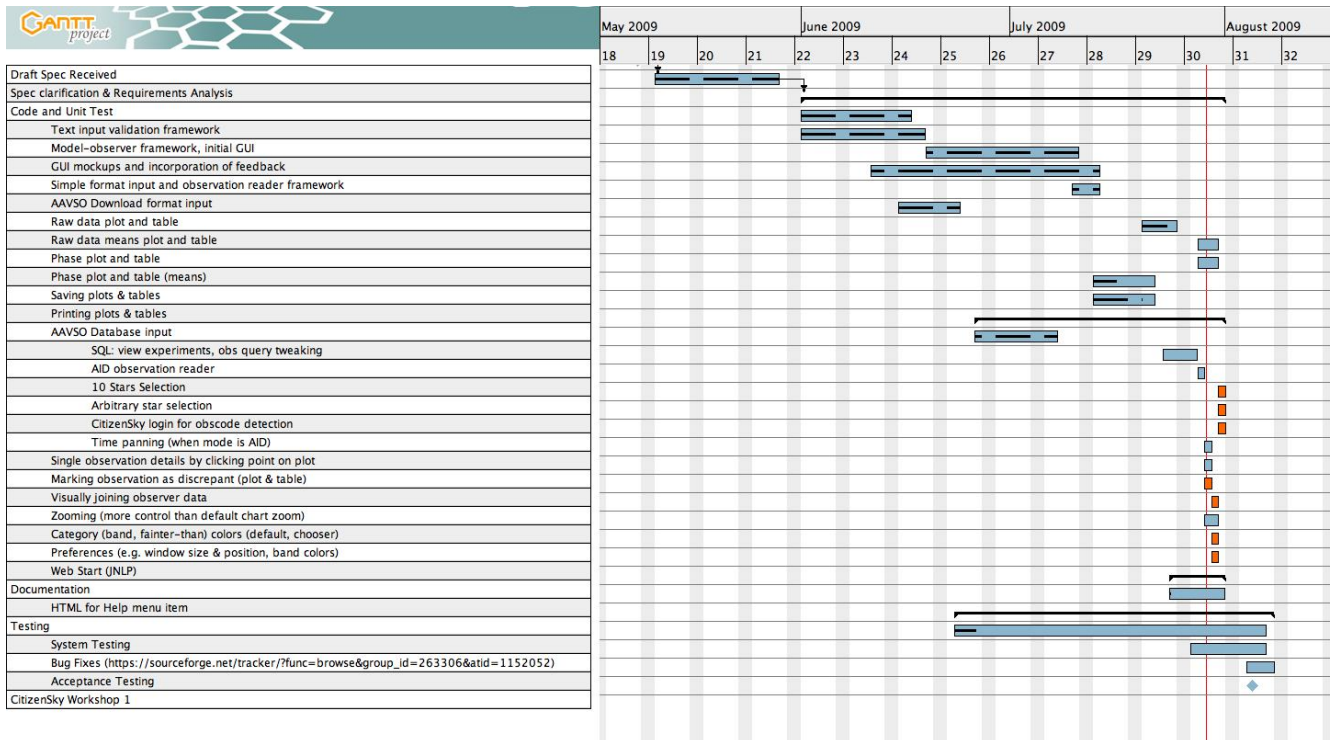 GANTT
project
May 2009 June 2009 July 2009 August 2009
18 19 20 21 22 23 24 25 26 27 28 29 30 31 32
Draft Spec Received
Spec clarification & Requirements Analysis
Code and Unit Test
Text input validation framework
Model-observer framework, initial GUI
GUI mockups and incorporation of feedback
Simple format input and observation reader framework
AAVSO Download format input
Raw data plot and table
Raw data means plot and table
Phase plot and table
Phase plot and table (means)
Saving plots & tables
Printing plots & tables
AAVSO Database input
SQL: view experiments, obs query tweaking
AID observation reader
10 Stars Selection
Arbitrary star selection
CitizenSky login for obscode detection
Time panning (when mode is AID)
Single observation details by clicking point on plot
Marking observation as discrepant (plot & table)
Visually joining observer data
Zooming (more control than default chart zoom)
Category (band, fainter-than) colors (default, chooser)
Preferences (e.g. window size & position, band colors)
Web Start (JNLP)
Documentation
HTML for Help menu item
Testing
System Testing
Bug Fixes (https://sourceforge.net/tracker/?func=browse&group_id=263306&atid=1152052)
Acceptance Testing
CitizenSky Workshop 1